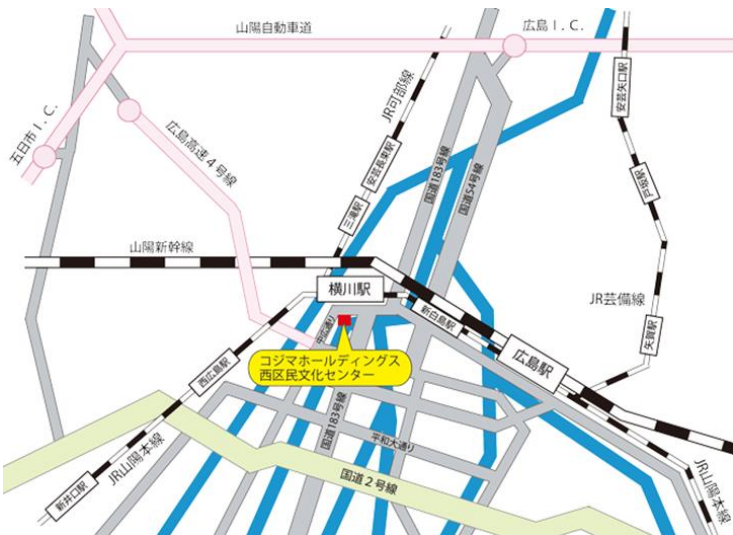 山陽自動車道
広島 I . C .
安芸矢口駅
JR可部線
五日市 I . C .
広島高速4号線
安芸長束駅
国道183号線
国道54号線
戸坂駅
三滝駅
山陽新幹線
横川駅
JR芸備線
新白島駅
中広通り
矢賀駅
広島駅
コジマホールディングス
西区民文化センター
西広島駅
国道183号線
平和大通り
JR山陽本線
国道2号線
新井口駅
JR山陽本線